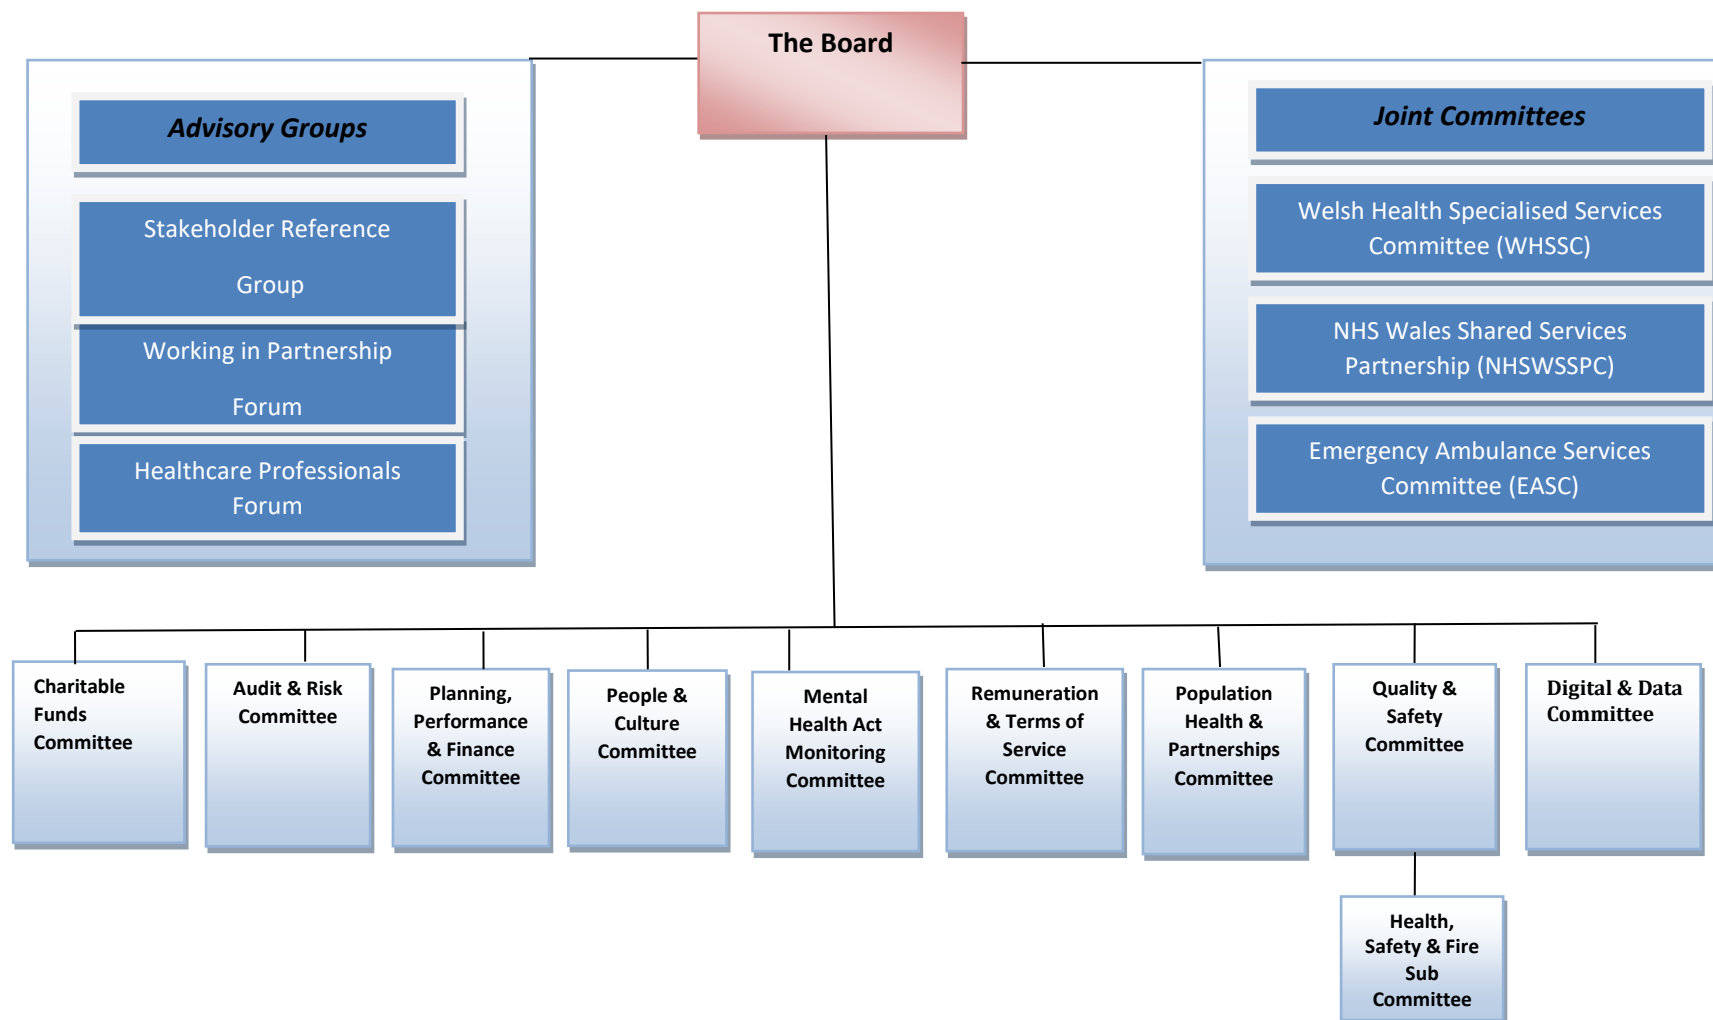 The Board
Advisory Groups
Stakeholder Reference
Group
Working in Partnership
Forum
Healthcare Professionals
Forum
Joint Committees
Welsh Health Specialised Services
Committee (WHSSC)
NHS Wales Shared Services
Partnership (NHSWSSPC)
Emergency Ambulance Services
Committee (EASC)
Charitable
Funds
Committee
Audit & Risk
Committee
Planning,
Performance
& Finance
Committee
People &
Culture
Committee
Mental
Health Act
Monitoring
Committee
Remuneration
& Terms of
Service
Committee
Population
Health &
Partnerships
Committee
Quality &
Safety
Committee
Digital & Data
Committee
Health,
Safety & Fire
Sub
Committee